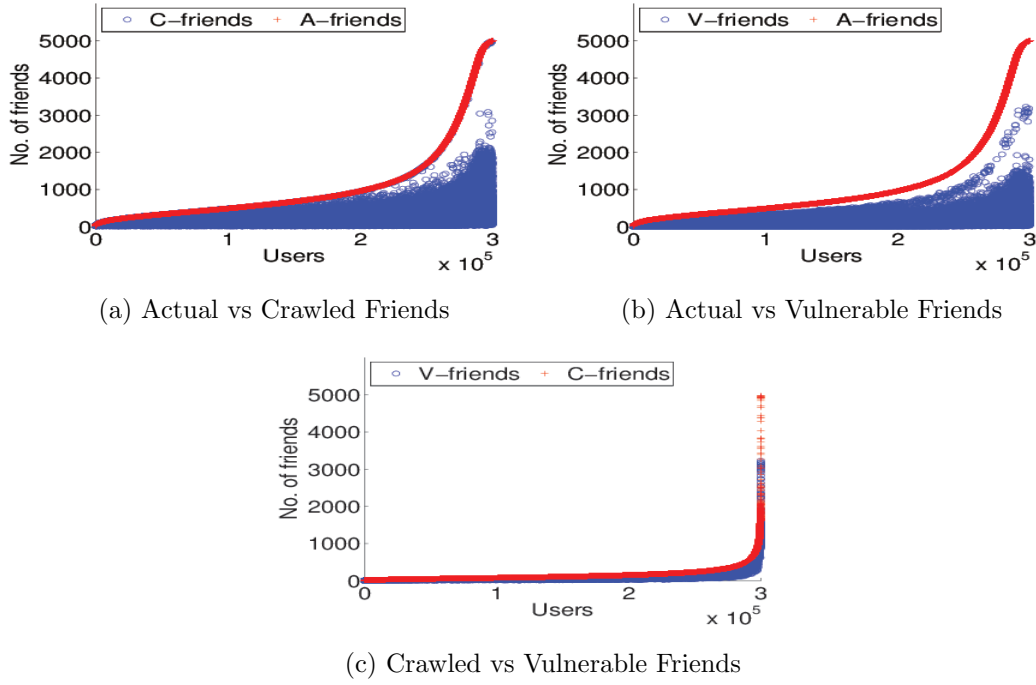 C-friends A-friends
5000
4000
3000
2000
1000
0
No. of friends
0 1 2 3
Users
x 10^5
(a) Actual vs Crawled Friends
V-friends A-friends
5000
4000
3000
2000
1000
0
No. of friends
0 1 2 3
Users
x 10^5
(b) Actual vs Vulnerable Friends
V-friends C-friends
5000
4000
3000
2000
1000
0
No. of friends
0 1 2 3
Users
x 10^5
(c) Crawled vs Vulnerable Friends